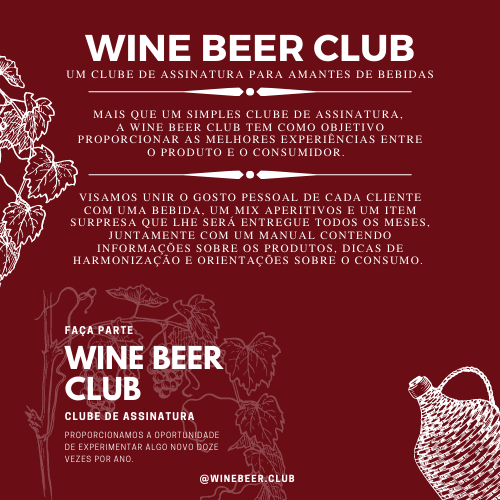 WINE BEER CLUB
UM CLUBE DE ASSINATURA PARA AMANTES DE BEBIDAS
MAIS QUE UM SIMPLES CLUBE DE ASSINATURA,
A WINE BEER CLUB TEM COMO OBJETIVO
PROPORCIONAR AS MELHORES EXPERIÊNCIAS ENTRE
O PRODUTO E O CONSUMIDOR.
VISAMOS UNIR O GOSTO PESSOAL DE CADA CLIENTE
COM UMA BEBIDA, UM MIX APERITIVOS E UM ITEM
SURPRESA QUE LHE SERÁ ENTREGUE TODOS OS MESES,
JUNTAMENTE COM UM MANUAL CONTENDO
INFORMAÇÕES SOBRE OS PRODUTOS, DICAS DE
HARMONIZAÇÃO E ORIENTAÇÕES SOBRE O CONSUMO.
FAÇA PARTE
WINE BEER
CLUB
CLUBE DE ASSINATURA
PROPORCIONAMOS A OPORTUNIDADE
DE EXPERIMENTAR ALGO NOVO DOZE
VEZES POR ANO.
@WINEBEER.CLUB